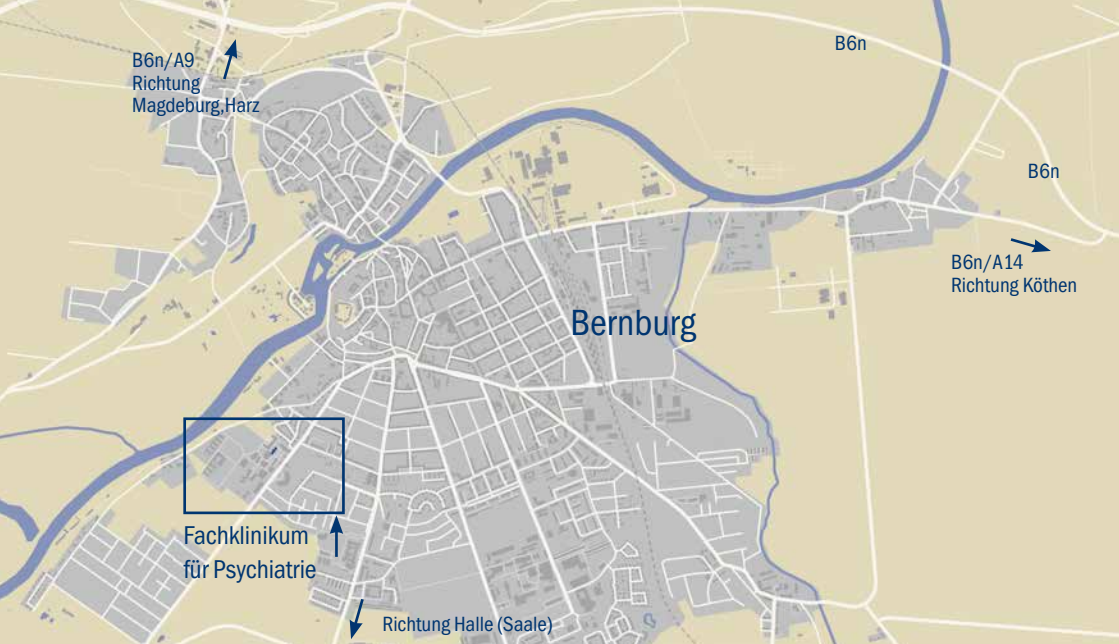 B6n
B6n/A9
Richtung
Magdeburg,Harz
B6n
B6n/A14
Richtung Köthen
Bernburg
Fachklinikum
für Psychiatrie
Richtung Halle (Saale)